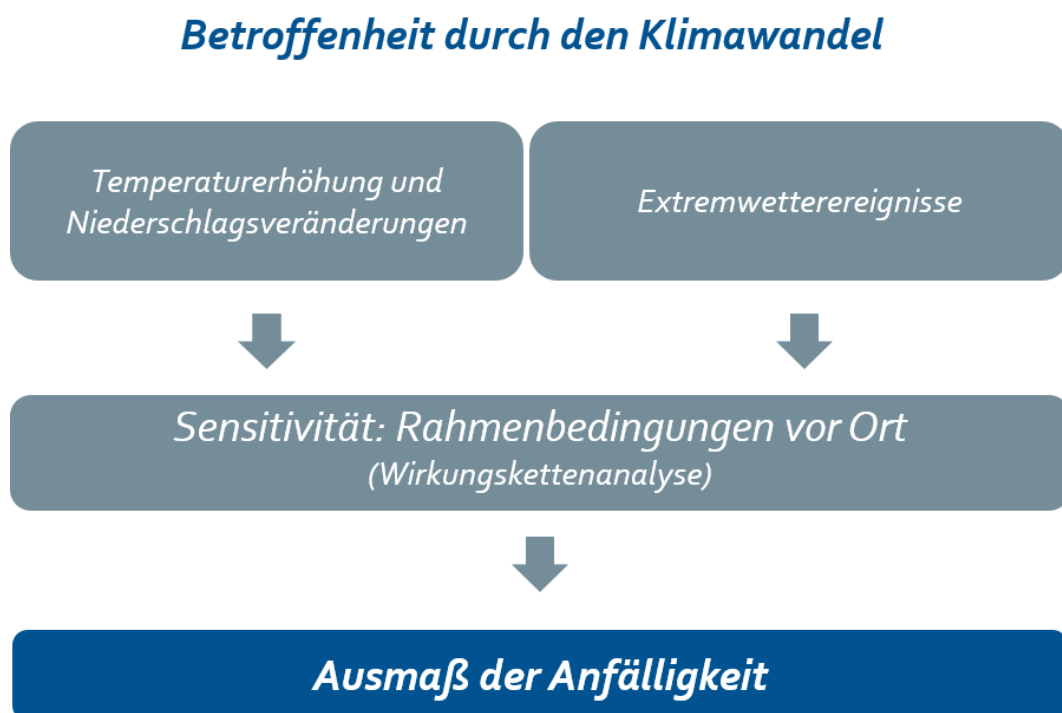 Betroffenheit durch den Klimawandel
Temperaturerhöhung und
Niederschlagsveränderungen
Extremwetterereignisse
Sensitivität: Rahmenbedingungen vor Ort
(Wirkungskettenanalyse)
Ausmaß der Anfälligkeit